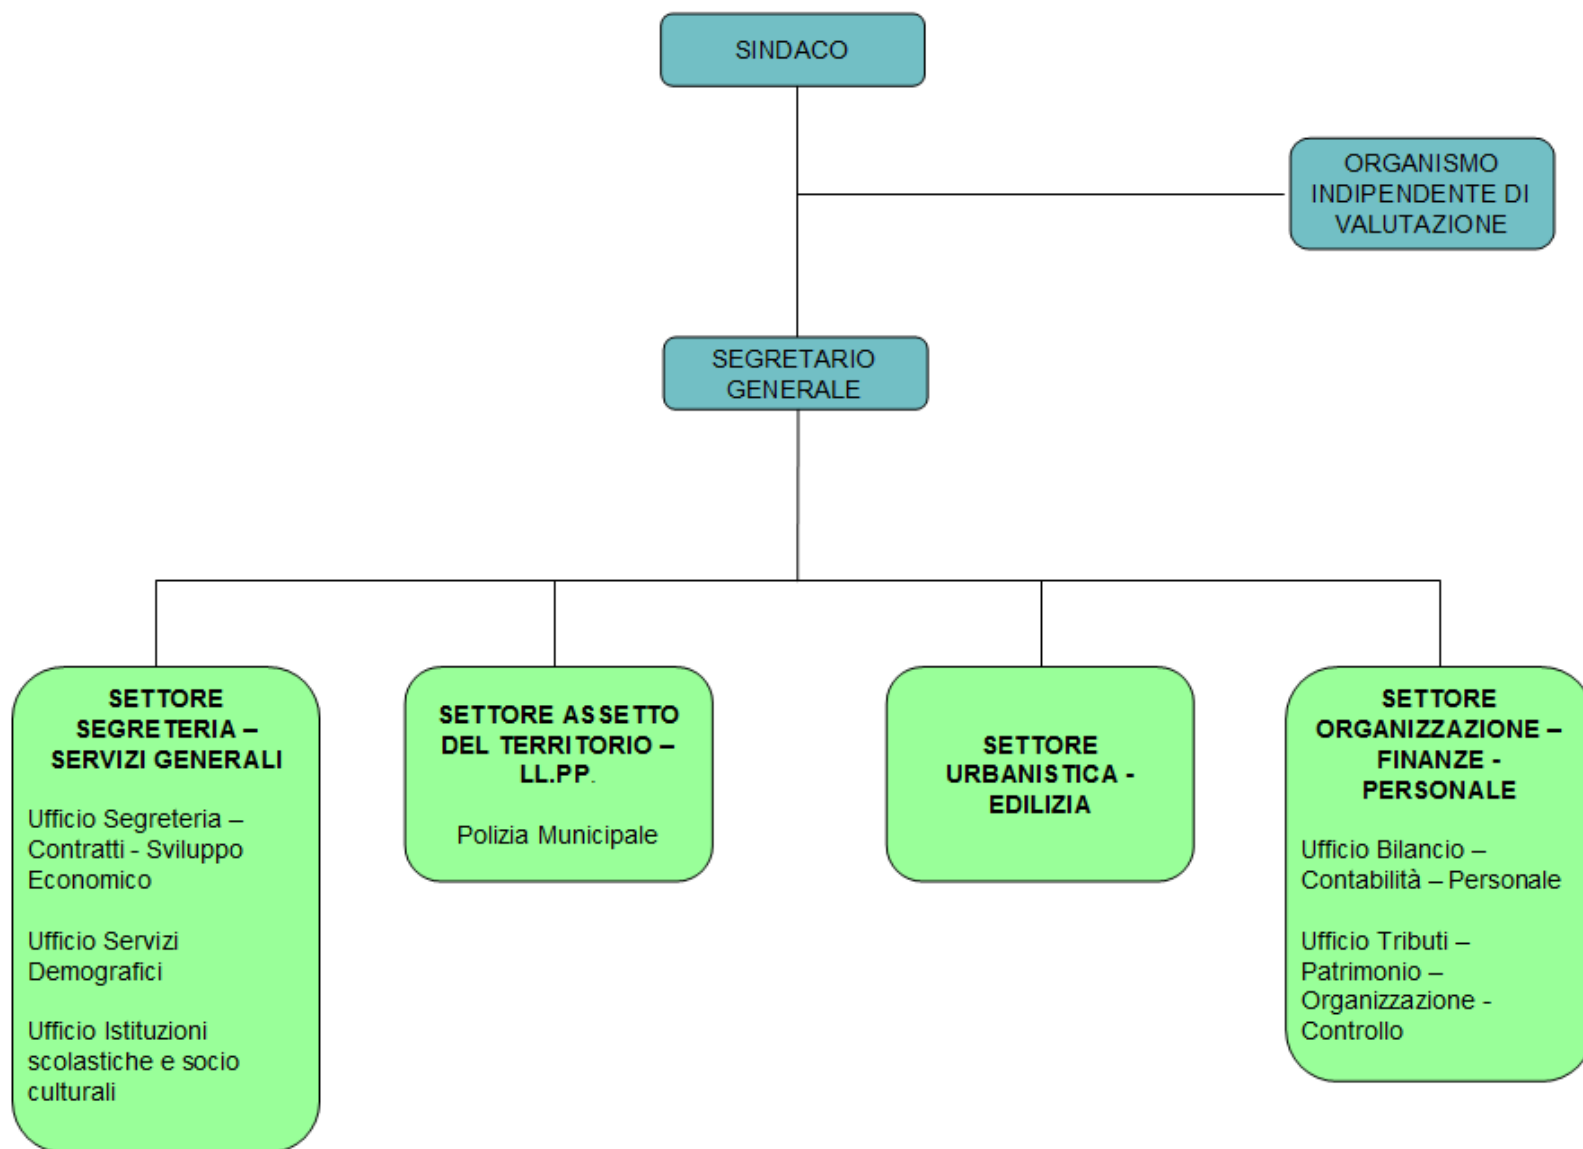 SINDACO
ORGANISMO
INDIPENDENTE DI
VALUTAZIONE
SEGRETARIO
GENERALE
SETTORE
SEGRETERIA –
SERVIZI GENERALI
Ufficio Segreteria –
Contratti - Sviluppo
Economico
Ufficio Servizi
Demografici
Ufficio Istituzioni
scolastiche e socio
culturali
SETTORE ASSETTO
DEL TERRITORIO –
LL.PP.
Polizia Municipale
SETTORE
URBANISTICA -
EDILIZIA
SETTORE
ORGANIZZAZIONE –
FINANZE -
PERSONALE
Ufficio Bilancio –
Contabilità – Personale
Ufficio Tributi –
Patrimonio –
Organizzazione -
Controllo